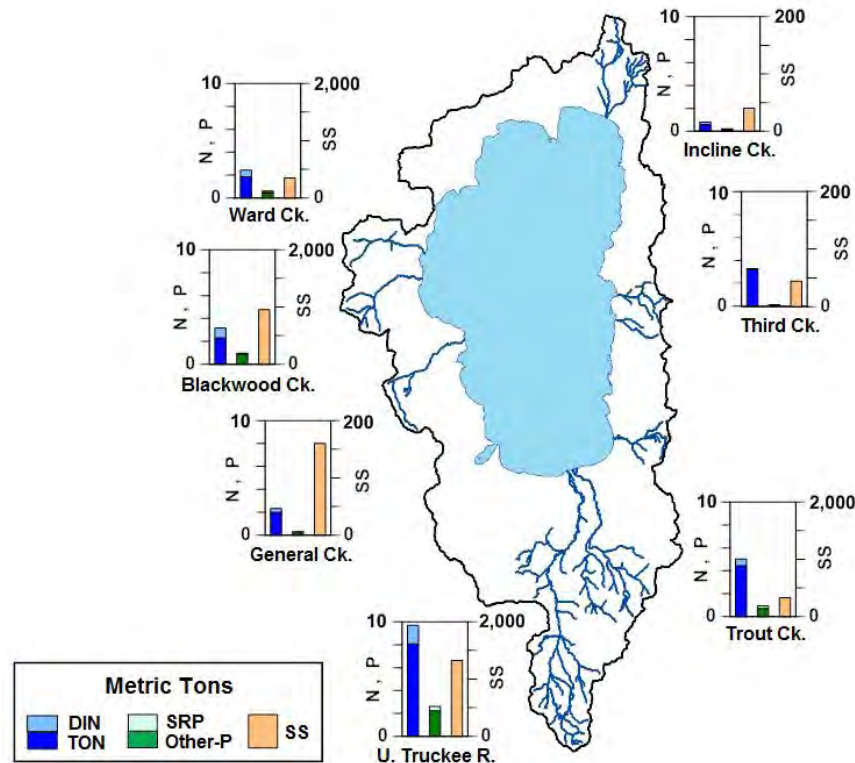 10 200
N , P SS
0 0
Incline Ck.
10 2,000
N , P SS
0 0
Ward Ck.
10 200
N , P SS
0 0
Third Ck.
10 2,000
N , P SS
0 0
Blackwood Ck.
10 200
N , P SS
0 0
General Ck.
10 2,000
N , P SS
0 0
Trout Ck.
10 2,000
N , P SS
0 0
U. Truckee R.
Metric Tons
DIN SRP SS
TON Other-P